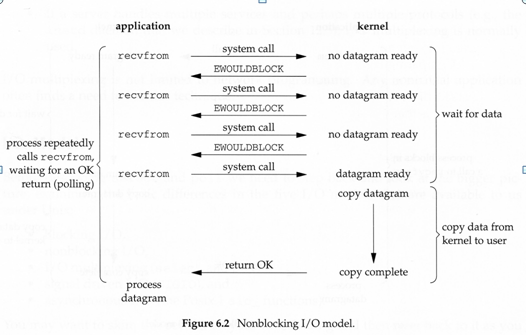 application kernel
recvfrom system call no datagram ready
EWOULDBLOCK
recvfrom system call no datagram ready
EWOULDBLOCK
wait for data
recvfrom system call no datagram ready
EWOULDBLOCK
process repeatedly
calls recvfrom,
waiting for an OK
return (polling)
recvfrom system call datagram ready
copy datagram
copy data from
kernel to user
return OK copy complete
process
datagram
Figure 6.2 Nonblocking I/O model.